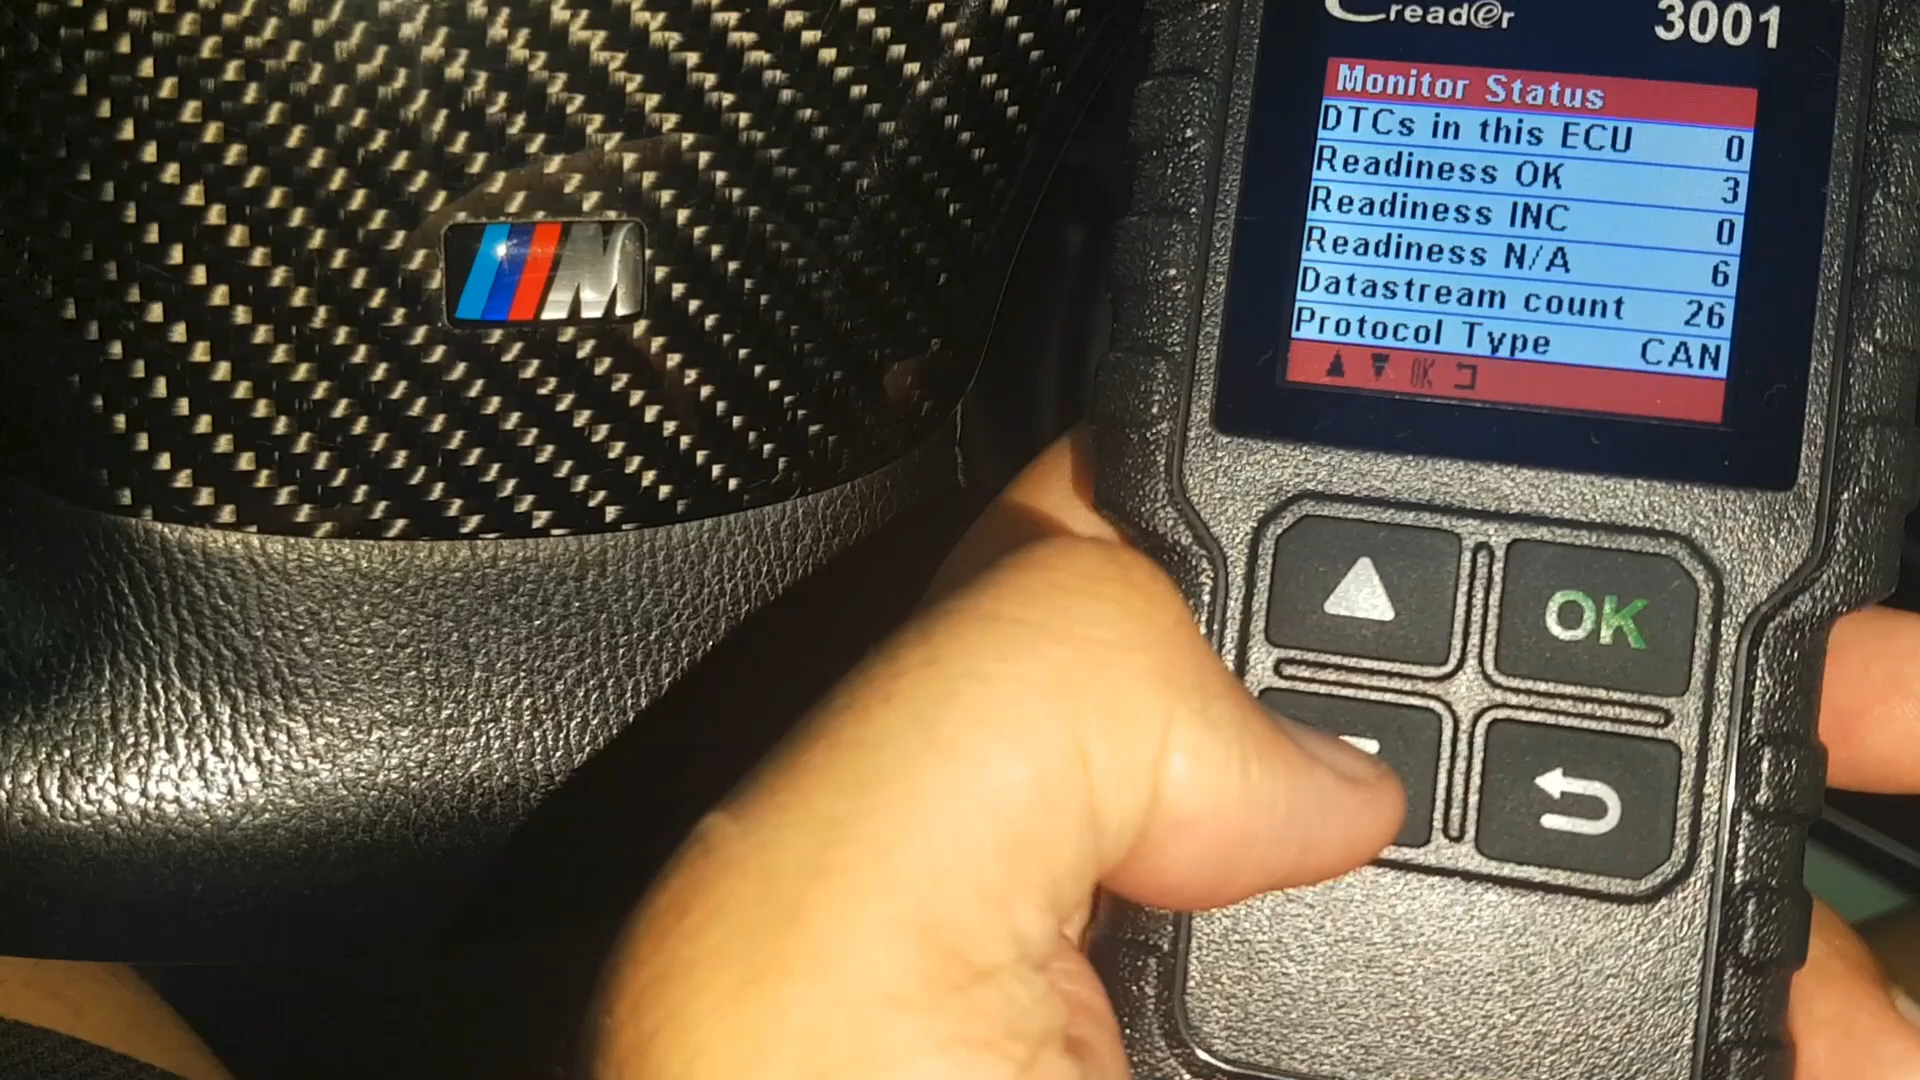 Creader 3001
Monitor Status
DTCs in this ECU 0
Readiness OK 3
Readiness INC 0
Readiness N/A 6
Datastream count 26
Protocol Type CAN
OK
M
OK